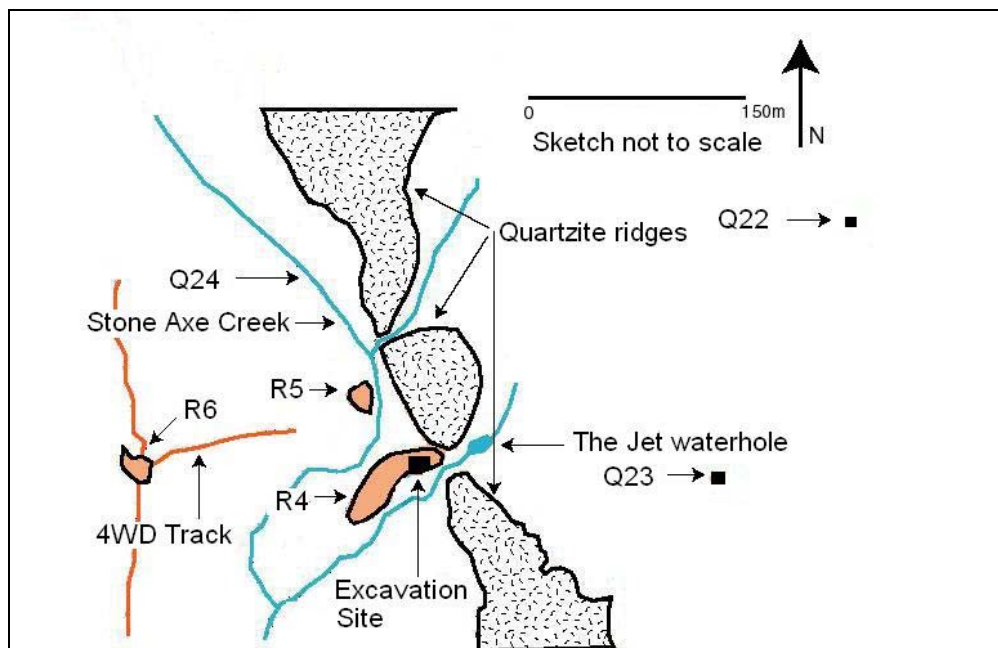 0 150m
Sketch not to scale
N
Q22
Quartzite ridges
Q24
Stone Axe Creek
R5
R6
The Jet waterhole
Q23
R4
4WD Track
Excavation
Site